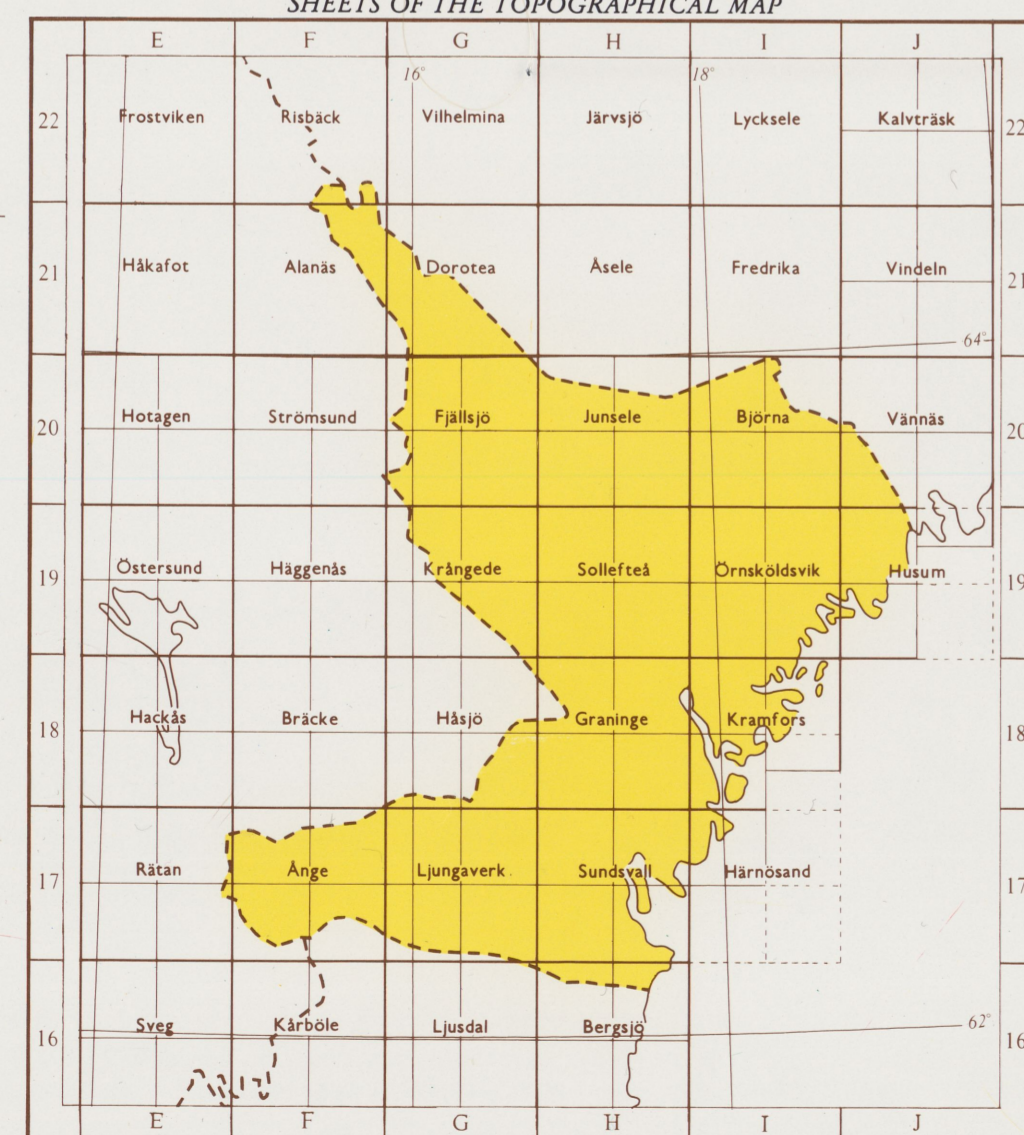 SHEETS OF THE TOPOGRAPHICAL MAP
E F G H I J
16° 18°
22 Frostviken Risbäck Vilhelmina Järvsjö Lycksele Kalvträsk 22
21 Håkafot Alanäs Dorotea Åsele Fredrika Vindeln 21
64°
20 Hotagen Strömsund Fjällsjö Junsele Björna Vännäs 20
19 Östersund Häggenås Krångede Sollefteå Örnsköldsvik Husum 19
18 Hackås Bräcke Håsjö Graninge Kramfors 18
17 Rätan Ånge Ljungaverk Sundsvall Härnösand 17
16 Sveg Kårböle Ljusdal Bergsjö 62° 16
E F G H I J